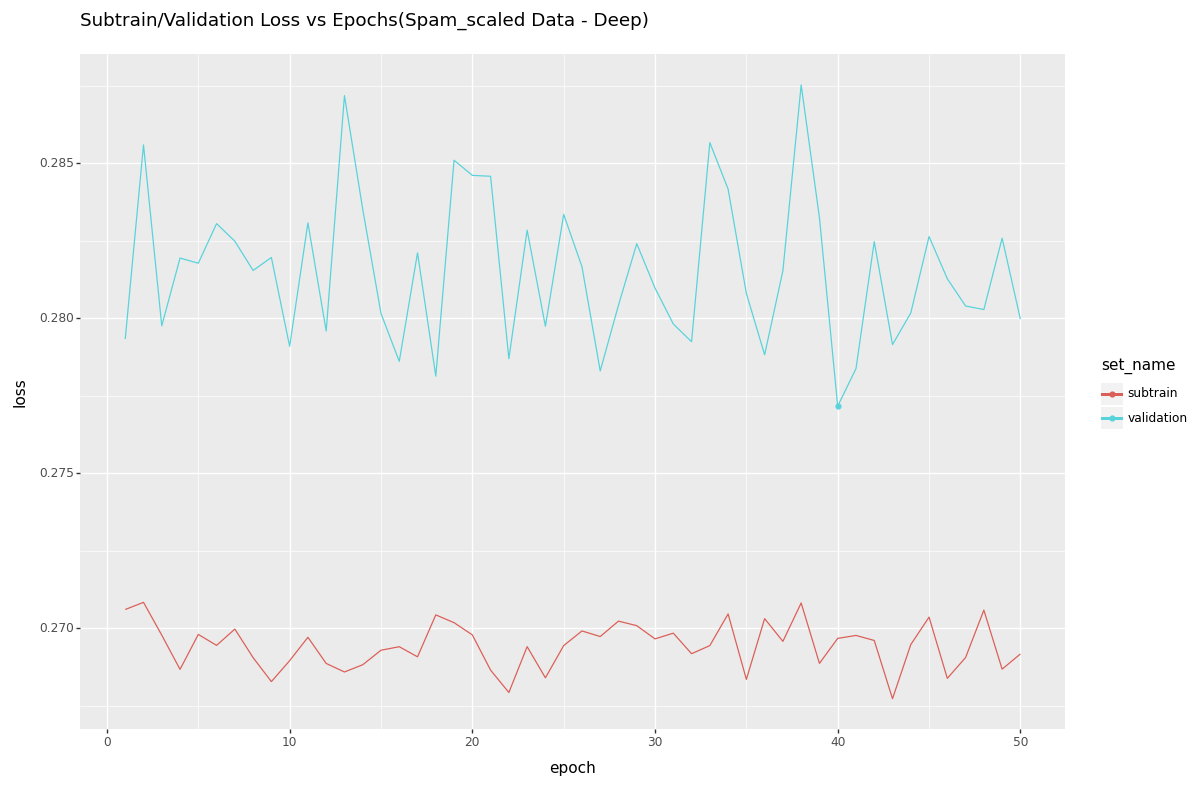 Subtrain/Validation Loss vs Epochs(Spam_scaled Data - Deep)
0.285
0.280
0.275
0.270
loss
0 10 20 30 40 50
epoch
set_name
subtrain
validation